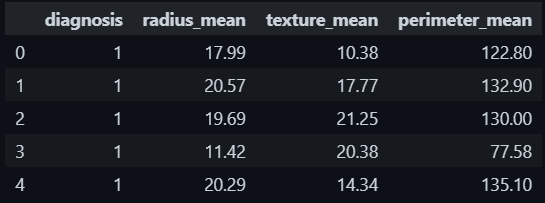 diagnosis radius_mean texture_mean perimeter_mean
0 1 17.99 10.38 122.80
1 1 20.57 17.77 132.90
2 1 19.69 21.25 130.00
3 1 11.42 20.38 77.58
4 1 20.29 14.34 135.10